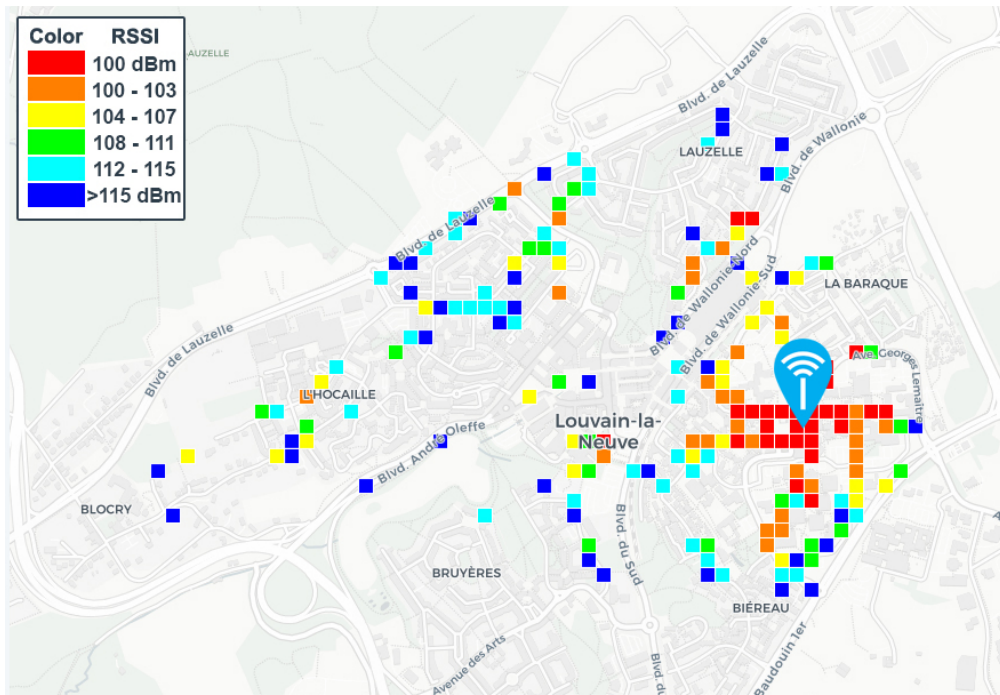 Color RSSI
100 dBm
100 - 103
104 - 107
108 - 111
112 - 115
>115 dBm
AUZELLE
Blvd. de Lauzelle
LAUZELLE
Blvd. de Wallonie
Blvd. de Lauzelle
Blvd. de Wallonie-Nord
Blvd. de Wallonie-Sud
LA BARAQUE
Blvd. de Lauzelle
Ave. Georges Lemaître
L'HOCAILLE
Louvain-la-
Neuve
Blvd. André Oleffe
BLOCRY
Blvd. du Sud
BRUYÈRES
BIÉREAU
Avenue des Arts
Baudouin 1er
Blvd. du